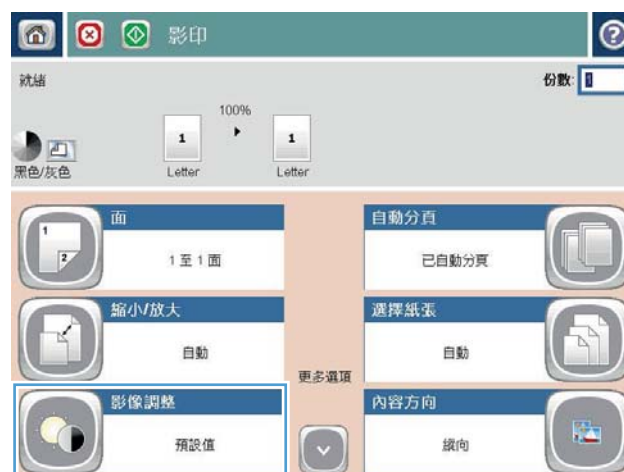 影印
就緒
份數: 1
100%
1
1
Letter
Letter
黑色/灰色
面
1
2
1 至 1 面
自動分頁
已自動分頁
縮小/放大
自動
選擇紙張
自動
更多選項
影像調整
預設值
內容方向
縱向